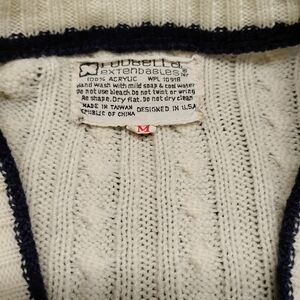 extendables
100% ACRYLIC WPL 10918
Hand wash with mild soap & cool water
Do not use bleach Do not twist or wring
Re shape. Dry flat. Do not dry clean
MADE IN TAIWAN DESIGNED IN U.S.A
REPUBLIC OF CHINA
M